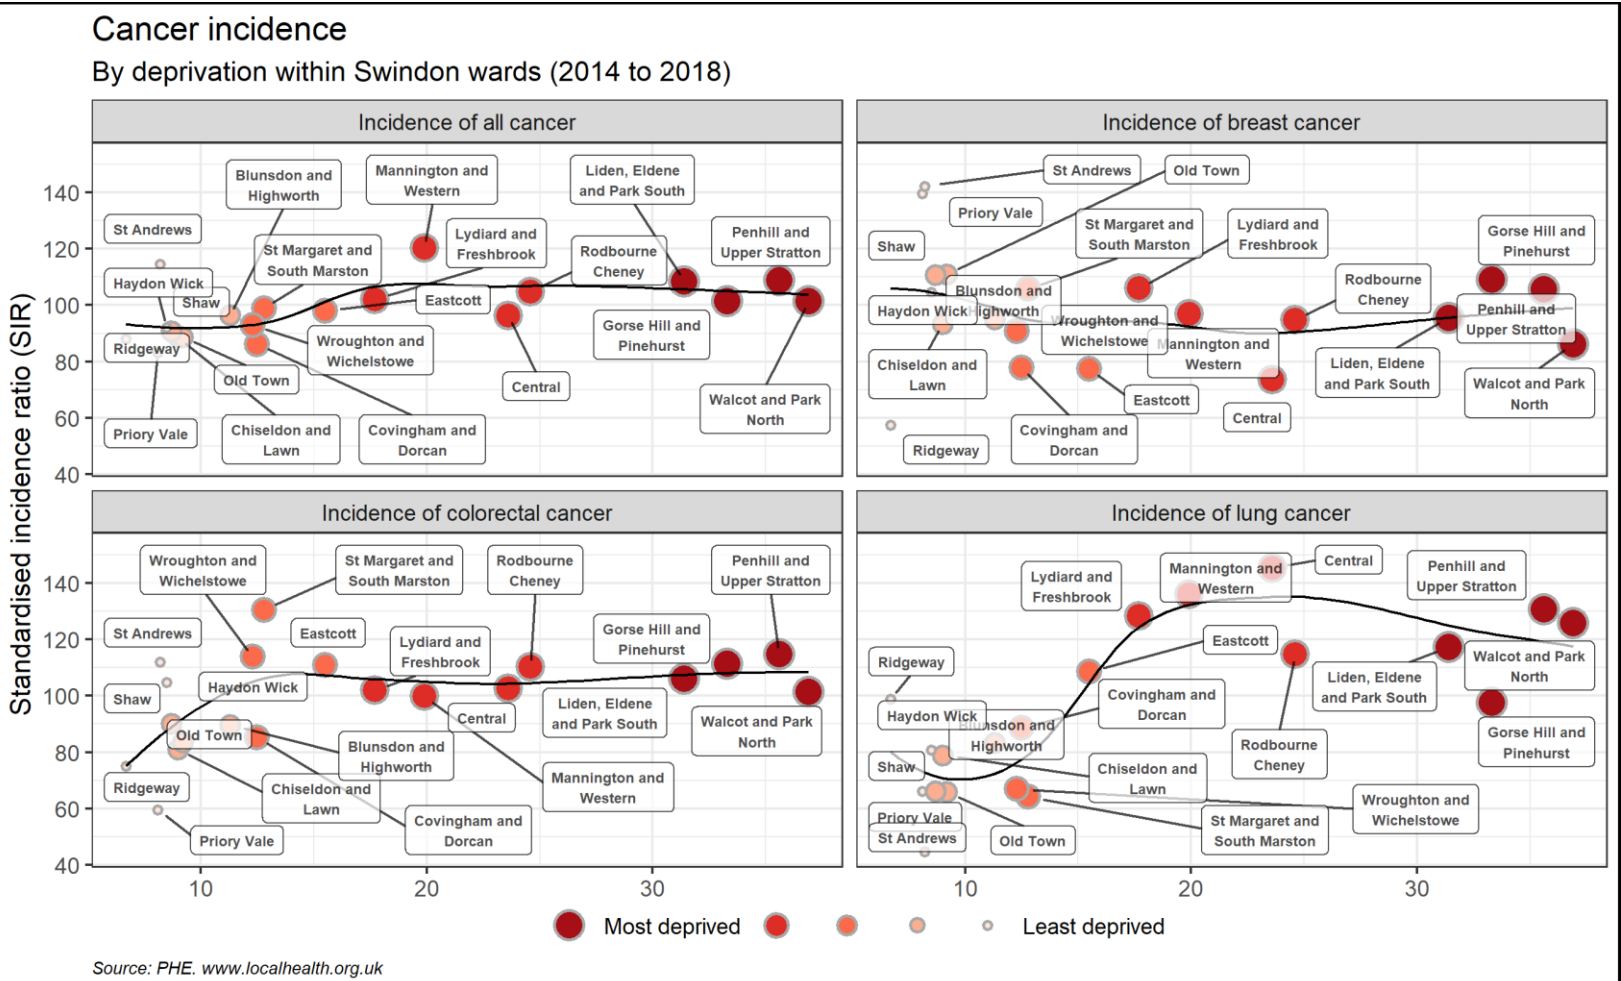 Cancer incidence
By deprivation within Swindon wards (2014 to 2018)
Standardised incidence ratio (SIR)
Incidence of all cancer
140
120
100
80
60
40
Blunsdon and
Highworth
Mannington and
Western
Liden, Eldene
and Park South
St Andrews
St Margaret and
South Marston
Lydiard and
Freshbrook
Rodbourne
Cheney
Penhill and
Upper Stratton
Haydon Wick
Shaw
Eastcott
Ridgeway
Wroughton and
Wichelstowe
Gorse Hill and
Pinehurst
Old Town
Central
Priory Vale
Chiseldon and
Lawn
Covingham and
Dorcan
Walcot and Park
North
Incidence of breast cancer
St Andrews
Old Town
Priory Vale
Shaw
St Margaret and
South Marston
Lydiard and
Freshbrook
Gorse Hill and
Pinehurst
Rodbourne
Cheney
Haydon Wick
Blunsdon and
Highworth
Wroughton and
Wichelstowe
Penhill and
Upper Stratton
Chiseldon and
Lawn
Mannington and
Western
Liden, Eldene
and Park South
Eastcott
Walcot and Park
North
Central
Ridgeway
Covingham and
Dorcan
Incidence of colorectal cancer
140
120
100
80
60
40
Wroughton and
Wichelstowe
St Margaret and
South Marston
Rodbourne
Cheney
Penhill and
Upper Stratton
St Andrews
Eastcott
Lydiard and
Freshbrook
Gorse Hill and
Pinehurst
Shaw
Haydon Wick
Central
Liden, Eldene
and Park South
Walcot and Park
North
Old Town
Blunsdon and
Highworth
Ridgeway
Chiseldon and
Lawn
Mannington and
Western
Priory Vale
Covingham and
Dorcan
10
20
30
Incidence of lung cancer
Lydiard and
Freshbrook
Mannington and
Western
Central
Penhill and
Upper Stratton
Ridgeway
Eastcott
Walcot and Park
North
Liden, Eldene
and Park South
Haydon Wick
Blunsdon and
Highworth
Covingham and
Dorcan
Rodbourne
Cheney
Gorse Hill and
Pinehurst
Shaw
Chiseldon and
Lawn
Priory Vale
St Andrews
Old Town
St Margaret and
South Marston
Wroughton and
Wichelstowe
10
20
30
Most deprived
Least deprived
Source: PHE. www.localhealth.org.uk